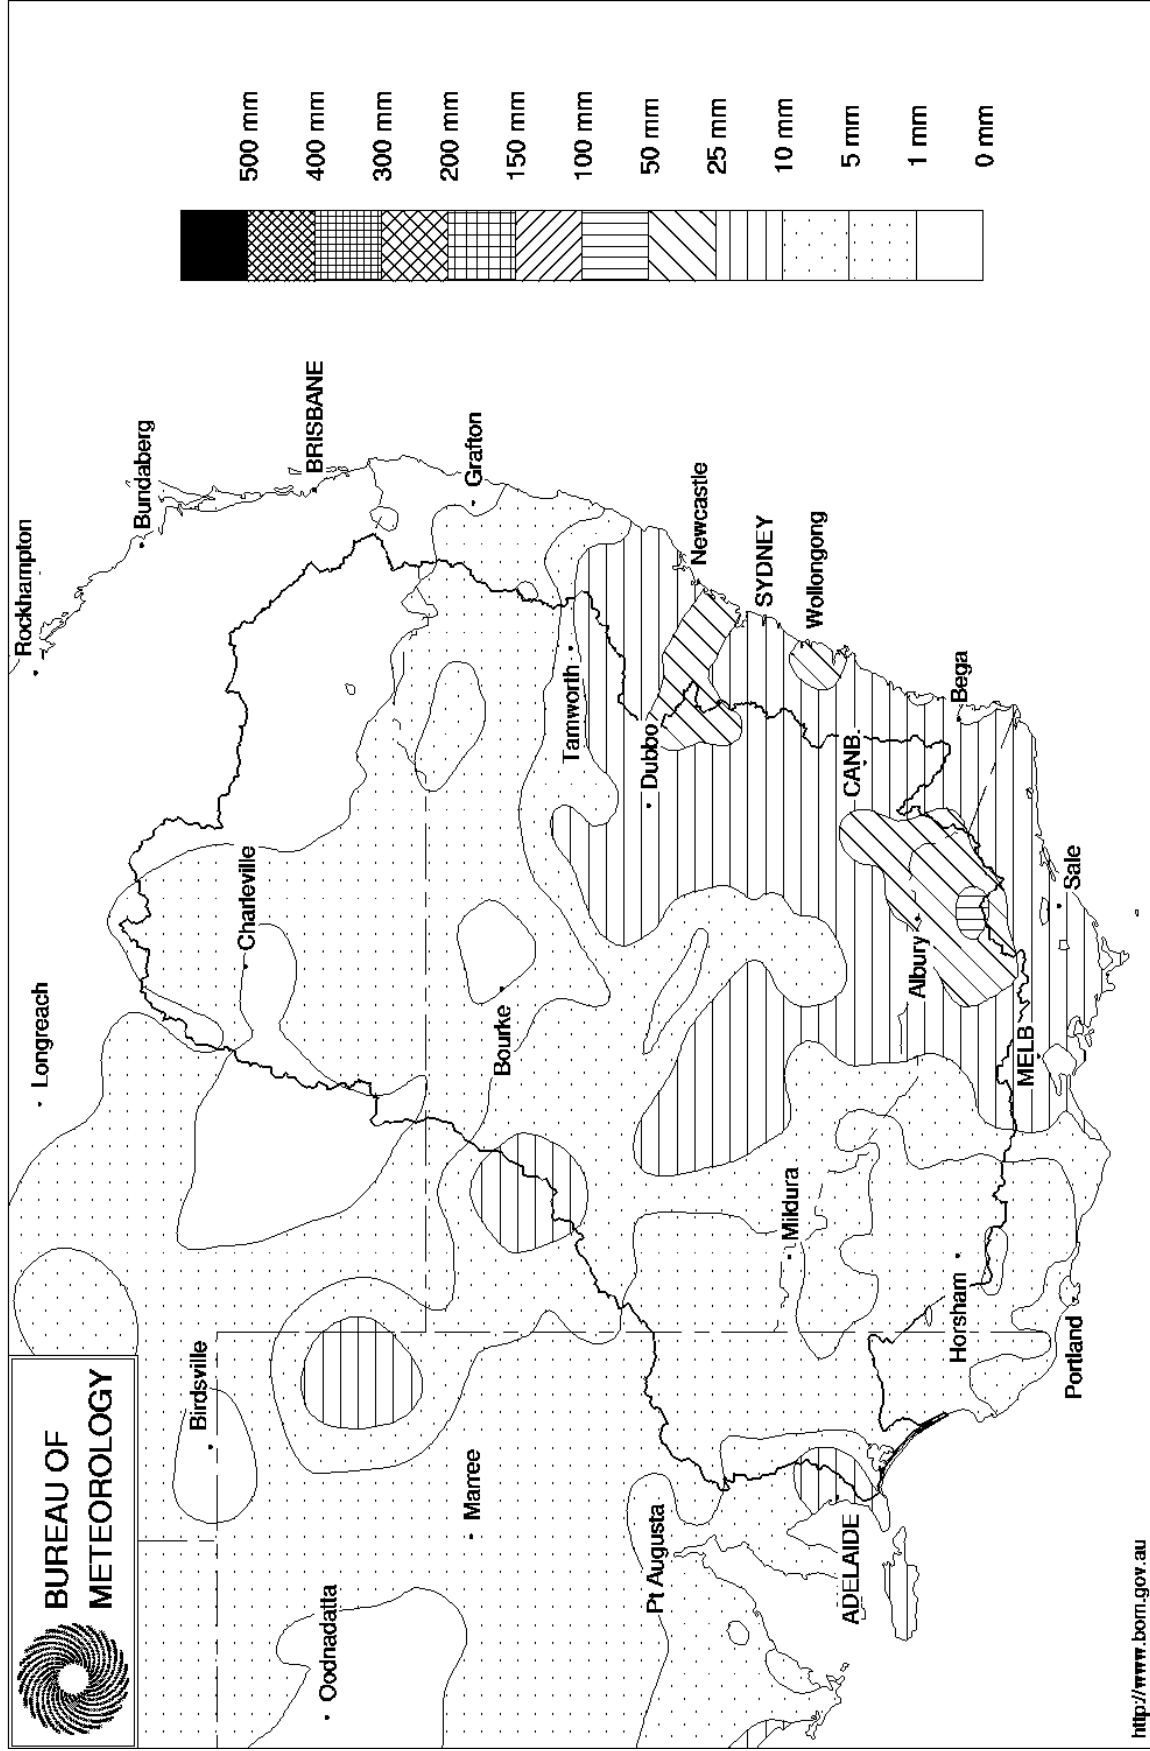 BUREAU OF
METEOROLOGY
500 mm
400 mm
300 mm
200 mm
150 mm
100 mm
50 mm
25 mm
10 mm
5 mm
1 mm
0 mm
Rockhampton
Longreach
Bundaberg
Birdsville
Charleville
BRISBANE
Oodnadatta
Marree
Bourke
Grafton
Tamworth
Pt Augusta
Dubbo
Newcastle
Mildura
SYDNEY
Wollongong
ADELAIDE
CANB.
Albury
Horsham
Bega
MELB
Portland
Sale
http://www.bom.gov.au